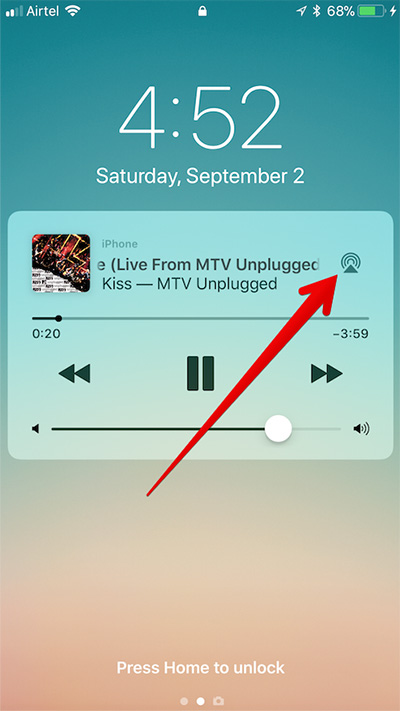 Airtel 68%
4:52
Saturday, September 2
iPhone
e (Live From MTV Unplugged
Kiss — MTV Unplugged
0:20 −3:59
Press Home to unlock